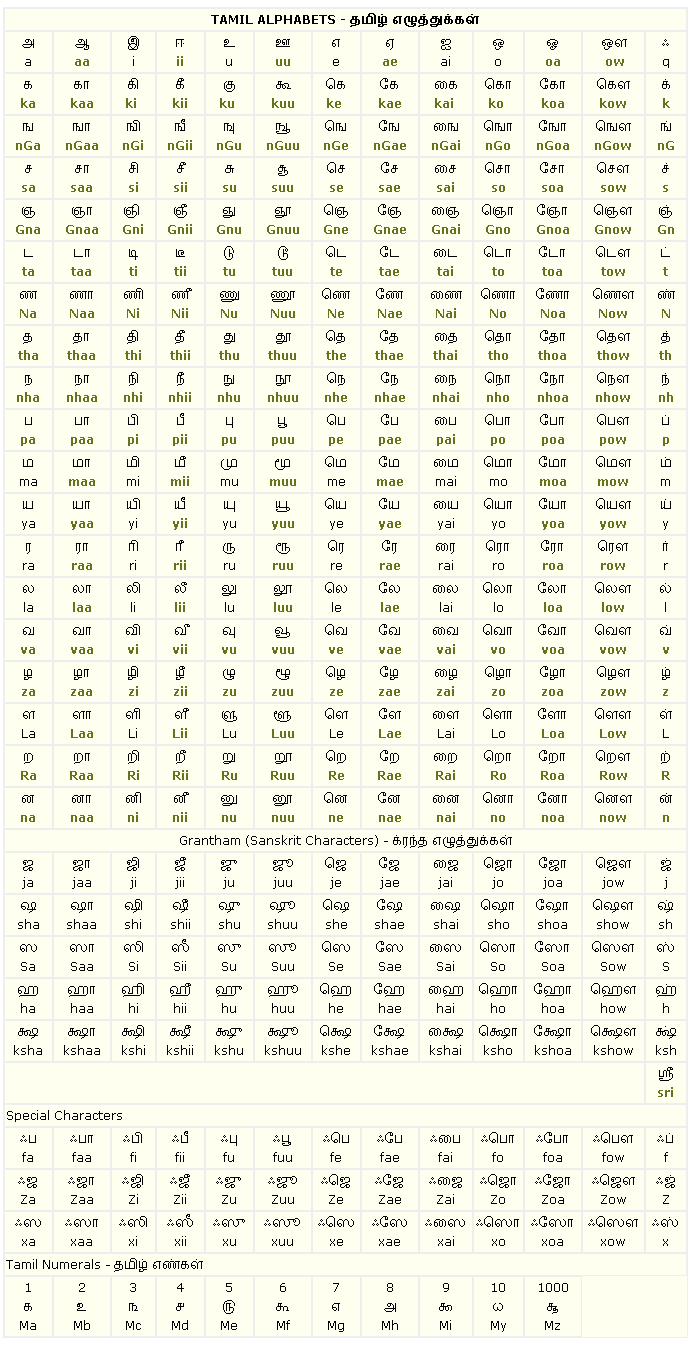 TAMIL ALPHABETS - தமிழ் எழுத்துக்கள்
அ ஆ இ ஈ உ ஊ எ ஏ ஐ ஒ ஓ ஔ ஃ
a aa i ii u uu e ae ai o oa ow q
க கா கி கீ கு கூ கெ கே கை கொ கோ கௌ க்
ka kaa ki kii ku kuu ke kae kai ko koa kow k
ங ஙா ஙி ஙீ ஙு ஙூ ஙெ ஙே ஙை ஙொ ஙோ ஙௌ ங்
nGa nGaa nGi nGii nGu nGuu nGe nGae nGai nGo nGoa nGow nG
ச சா சி சீ சு சூ செ சே சை சொ சோ சௌ ச்
sa saa si sii su suu se sae sai so soa sow s
ஞ ஞா ஞி ஞீ ஞு ஞூ ஞெ ஞே ஞை ஞொ ஞோ ஞௌ ஞ்
Gna Gnaa Gni Gnii Gnu Gnuu Gne Gnae Gnai Gno Gnoa Gnow Gn
ட டா டி டீ டு டூ டெ டே டை டொ டோ டௌ ட்
ta taa ti tii tu tuu te tae tai to toa tow t
ண ணா ணி ணீ ணு ணூ ணெ ணே ணை ணொ ணோ ணௌ ண்
Na Naa Ni Nii Nu Nuu Ne Nae Nai No Noa Now N
த தா தி தீ து தூ தெ தே தை தொ தோ தௌ த்
tha thaa thi thii thu thuu the thae thai tho thoa thow th
ந நா நி நீ நு நூ நெ நே நை நொ நோ நௌ ந்
nha nhaa nhi nhii nhu nhuu nhe nhae nhai nho nhoa nhow nh
ப பா பி பீ பு பூ பெ பே பை பொ போ பௌ ப்
pa paa pi pii pu puu pe pae pai po poa pow p
ம மா மி மீ மு மூ மெ மே மை மொ மோ மௌ ம்
ma maa mi mii mu muu me mae mai mo moa mow m
ய யா யி யீ யு யூ யெ யே யை யொ யோ யௌ ய்
ya yaa yi yii yu yuu ye yae yai yo yoa yow y
ர ரா ரி ரீ ரு ரூ ரெ ரே ரை ரொ ரோ ரௌ ர்
ra raa ri rii ru ruu re rae rai ro roa row r
ல லா லி லீ லு லூ லெ லே லை லொ லோ லௌ ல்
la laa li lii lu luu le lae lai lo loa low l
வ வா வி வீ வு வூ வெ வே வை வொ வோ வௌ வ்
va vaa vi vii vu vuu ve vae vai vo voa vow v
ழ ழா ழி ழீ ழு ழூ ழெ ழே ழை ழொ ழோ ழௌ ழ்
za zaa zi zii zu zuu ze zae zai zo zoa zow z
ள ளா ளி ளீ ளு ளூ ளெ ளே ளை ளொ ளோ ளௌ ள்
La Laa Li Lii Lu Luu Le Lae Lai Lo Loa Low L
ற றா றி றீ று றூ றெ றே றை றொ றோ றௌ ற்
Ra Raa Ri Rii Ru Ruu Re Rae Rai Ro Roa Row R
ன னா னி னீ னு னூ னெ னே னை னொ னோ னௌ ன்
na naa ni nii nu nuu ne nae nai no noa now n
Grantham (Sanskrit Characters) - க்ரந்த எழுத்துக்கள்
ஜ ஜா ஜி ஜீ ஜு ஜூ ஜெ ஜே ஜை ஜொ ஜோ ஜௌ ஜ்
ja jaa ji jii ju juu je jae jai jo joa jow j
ஷ ஷா ஷி ஷீ ஷு ஷூ ஷெ ஷே ஷை ஷொ ஷோ ஷௌ ஷ்
sha shaa shi shii shu shuu she shae shai sho shoa show sh
ஸ ஸா ஸி ஸீ ஸு ஸூ ஸெ ஸே ஸை ஸொ ஸோ ஸௌ ஸ்
Sa Saa Si Sii Su Suu Se Sae Sai So Soa Sow S
ஹ ஹா ஹி ஹீ ஹு ஹூ ஹெ ஹே ஹை ஹொ ஹோ ஹௌ ஹ்
ha haa hi hii hu huu he hae hai ho hoa how h
க்ஷ க்ஷா க்ஷி க்ஷீ க்ஷு க்ஷூ க்ஷெ க்ஷே க்ஷை க்ஷொ க்ஷோ க்ஷௌ க்ஷ்
ksha kshaa kshi kshii kshu kshuu kshe kshae kshai ksho kshoa kshow ksh
ஸ்ரீ
sri
Special Characters
ஃப ஃபா ஃபி ஃபீ ஃபு ஃபூ ஃபெ ஃபே ஃபை ஃபொ ஃபோ ஃபௌ ஃப்
fa faa fi fii fu fuu fe fae fai fo foa fow f
ஃஜ ஃஜா ஃஜி ஃஜீ ஃஜு ஃஜூ ஃஜெ ஃஜே ஃஜை ஃஜொ ஃஜோ ஃஜௌ ஃஜ்
Za Zaa Zi Zii Zu Zuu Ze Zae Zai Zo Zoa Zow Z
ஃஸ ஃஸா ஃஸி ஃஸீ ஃஸு ஃஸூ ஃஸெ ஃஸே ஃஸை ஃஸொ ஃஸோ ஃஸௌ ஃஸ்
xa xaa xi xii xu xuu xe xae xai xo xoa xow x
Tamil Numerals - தமிழ் எண்கள்
1 2 3 4 5 6 7 8 9 10 1000
௧ ௨ ௩ ௪ ௫ ௬ ௭ ௮ ௯ ௰ ௲
Ma Mb Mc Md Me Mf Mg Mh Mi My Mz